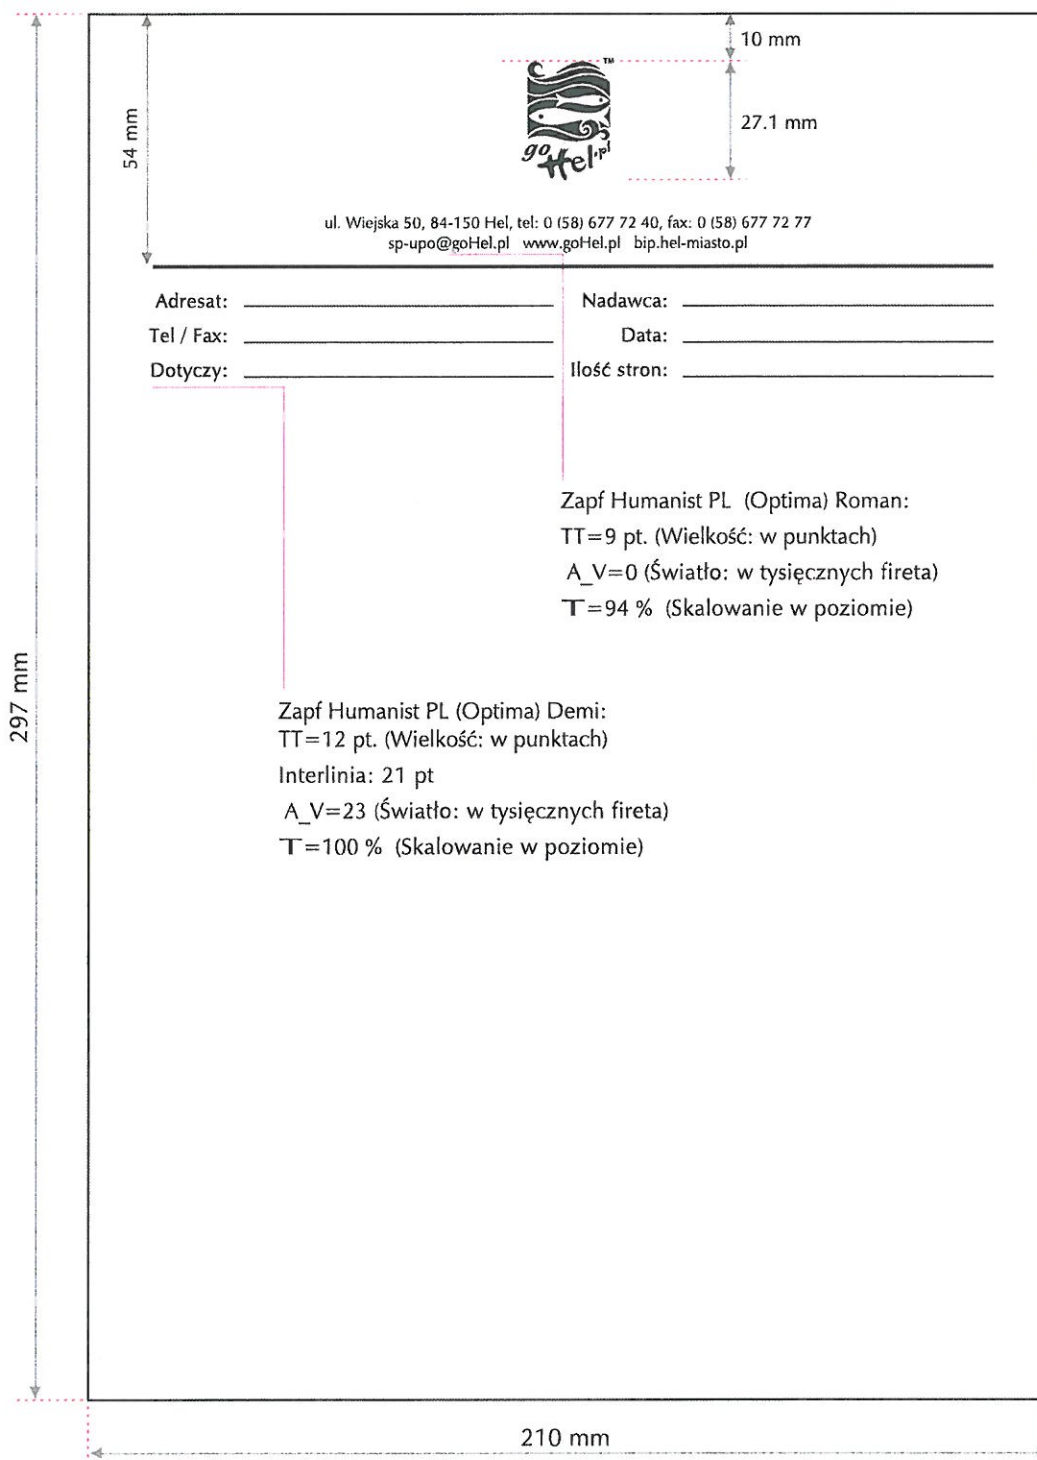 10 mm
54 mm
TM
27.1 mm
go Hel.pl
ul. Wiejska 50, 84-150 Hel, tel: 0 (58) 677 72 40, fax: 0 (58) 677 72 77
sp-upo@goHel.pl www.goHel.pl bip.hel-miasto.pl
Adresat: Nadawca:
Tel / Fax: Data:
Dotyczy: Ilość stron:
Zapf Humanist PL (Optima) Roman:
TT=9 pt. (Wielkość: w punktach)
A_V=0 (Światło: w tysięcznych fireta)
T=94 % (Skalowanie w poziomie)
297 mm
Zapf Humanist PL (Optima) Demi:
TT=12 pt. (Wielkość: w punktach)
Interlinia: 21 pt
A_V=23 (Światło: w tysięcznych fireta)
T=100 % (Skalowanie w poziomie)
210 mm